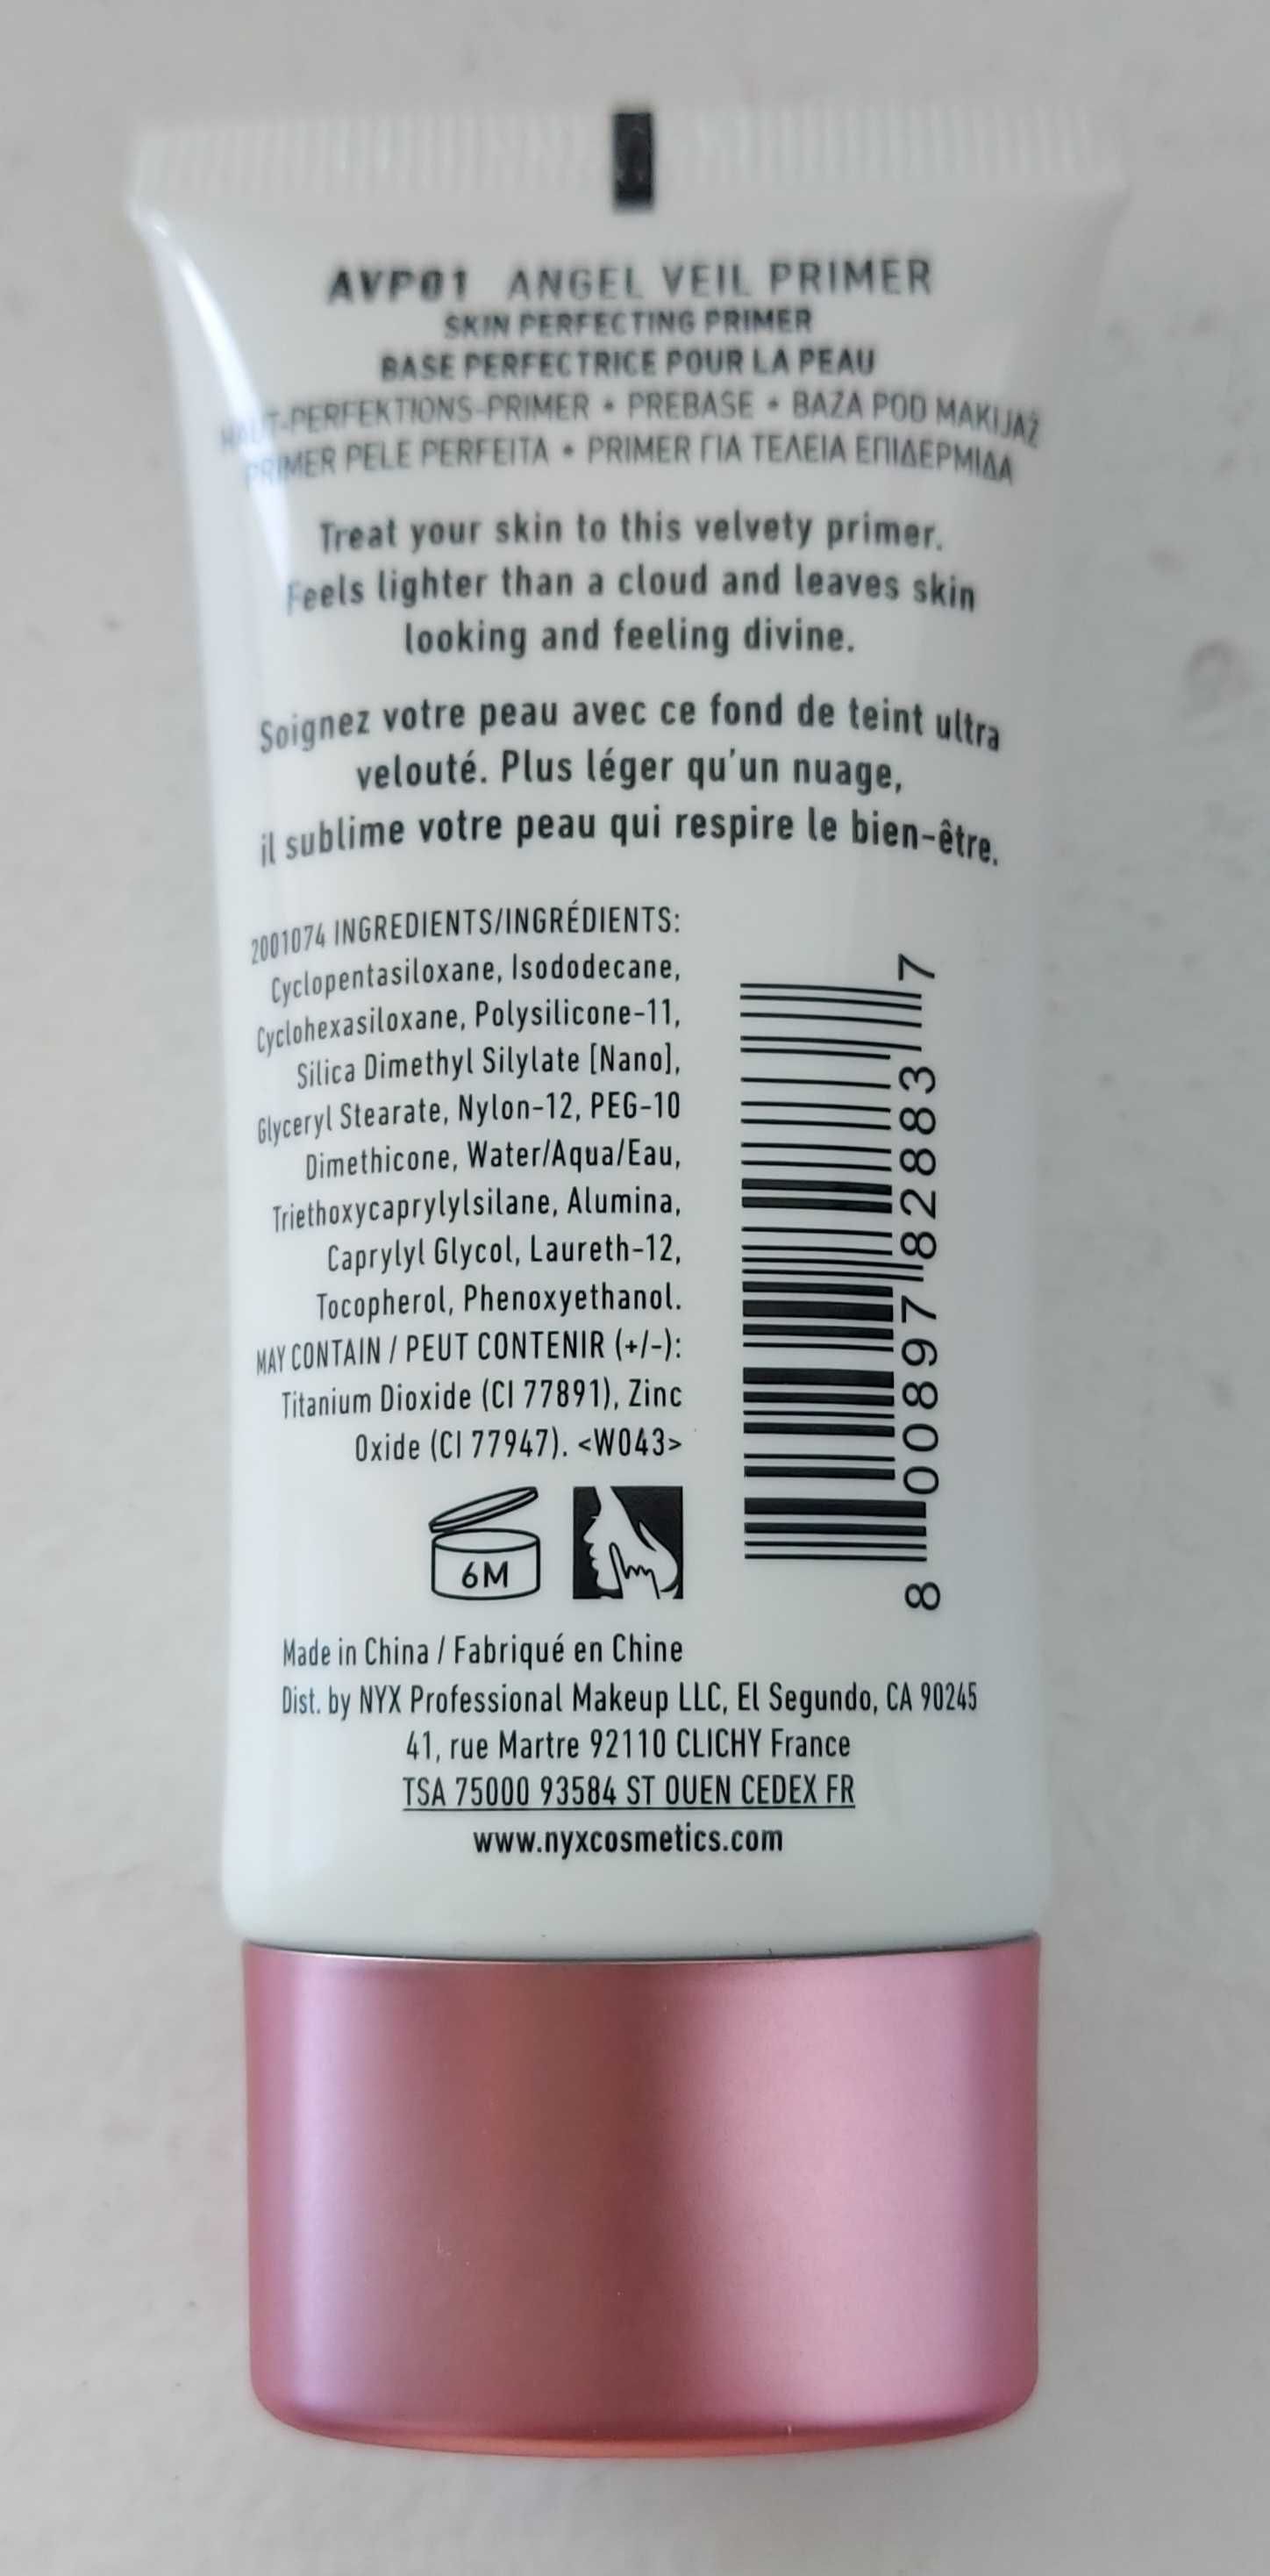 AVP01 ANGEL VEIL PRIMER
SKIN PERFECTING PRIMER
BASE PERFECTRICE POUR LA PEAU
HAUT-PERFEKTIONS-PRIMER • PREBASE • BAZA POD MAKIJAŻ
PRIMER PELE PERFEITA • PRIMER ΓΙΑ ΤΕΛΕΙΑ ΕΠΙΔΕΡΜΙΔΑ
Treat your skin to this velvety primer.
Feels lighter than a cloud and leaves skin
looking and feeling divine.
Soignez votre peau avec ce fond de teint ultra
velouté. Plus léger qu'un nuage,
il sublime votre peau qui respire le bien-être.
2001074 INGREDIENTS/INGRÉDIENTS:
Cyclopentasiloxane, Isododecane,
Cyclohexasiloxane, Polysilicone-11,
Silica Dimethyl Silylate [Nano],
Glyceryl Stearate, Nylon-12, PEG-10
Dimethicone, Water/Aqua/Eau,
Triethoxycaprylylsilane, Alumina,
Caprylyl Glycol, Laureth-12,
Tocopherol, Phenoxyethanol.
MAY CONTAIN / PEUT CONTENIR (+/-):
Titanium Dioxide (CI 77891), Zinc
Oxide (CI 77947). <W043>
8 00897 82883 7
6M
Made in China / Fabriqué en Chine
Dist. by NYX Professional Makeup LLC, El Segundo, CA 90245
41, rue Martre 92110 CLICHY France
TSA 75000 93584 ST OUEN CEDEX FR
www.nyxcosmetics.com